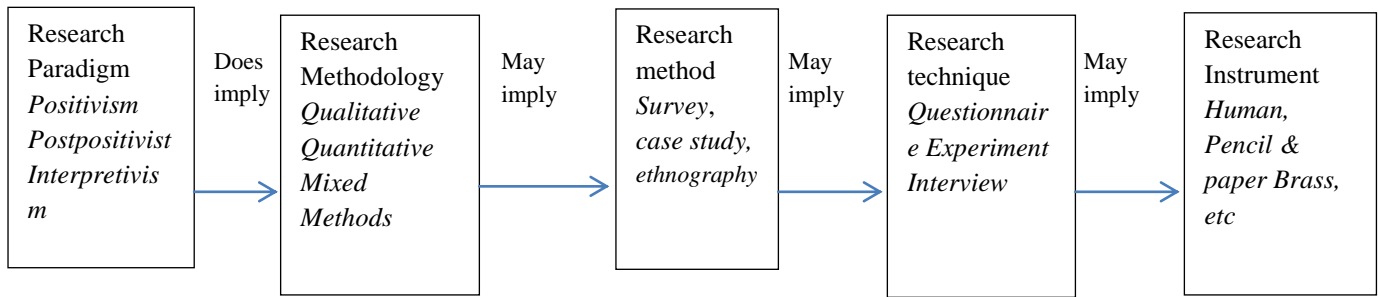 Research
Paradigm
Positivism
Postpositivist
Interpretivis
m
Does
imply
Research
Methodology
Qualitative
Quantitative
Mixed
Methods
May
imply
Research
method
Survey,
case study,
ethnography
May
imply
Research
technique
Questionnair
e Experiment
Interview
May
imply
Research
Instrument
Human,
Pencil &
paper Brass,
etc